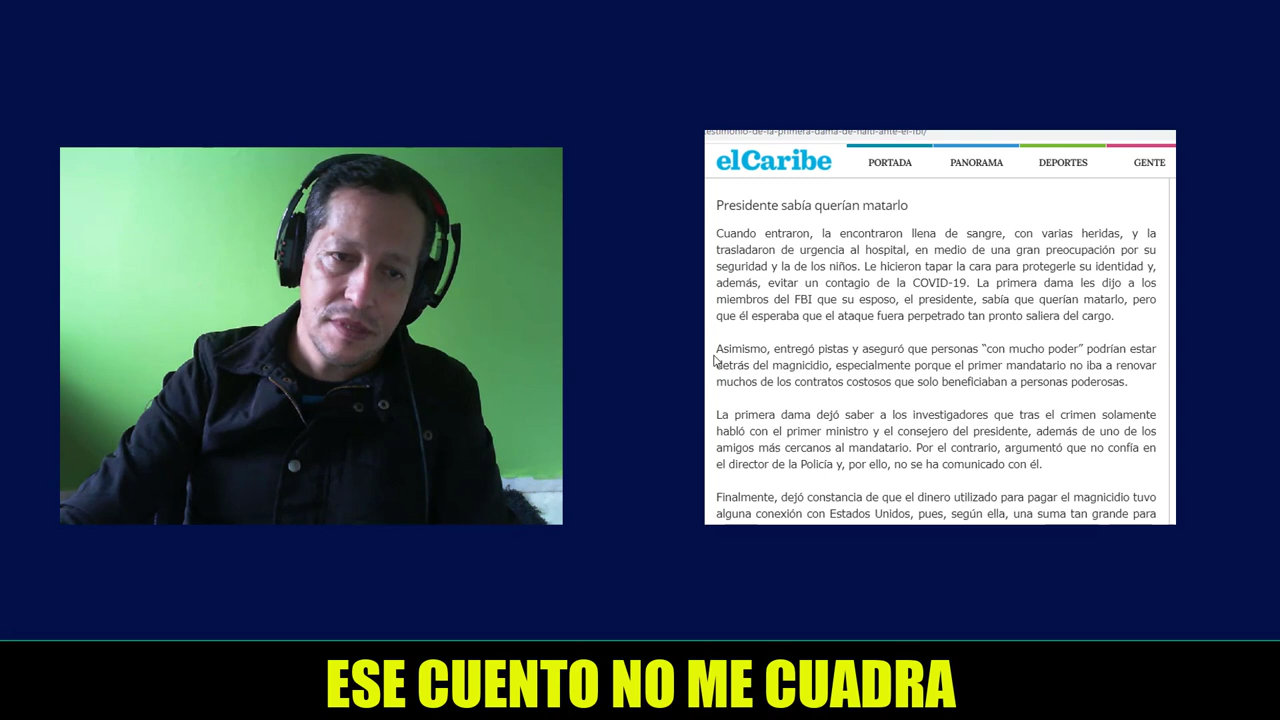 testimonio-de-la-primera-dama-de-haiti-ante-el-fbi/
elCaribe
PORTADA PANORAMA DEPORTES GENTE
Presidente sabía querían matarlo
Cuando entraron, la encontraron llena de sangre, con varias heridas, y la
trasladaron de urgencia al hospital, en medio de una gran preocupación por su
seguridad y la de los niños. Le hicieron tapar la cara para protegerle su identidad y,
además, evitar un contagio de la COVID-19. La primera dama les dijo a los
miembros del FBI que su esposo, el presidente, sabía que querían matarlo, pero
que él esperaba que el ataque fuera perpetrado tan pronto saliera del cargo.
Asimismo, entregó pistas y aseguró que personas “con mucho poder” podrían estar
detrás del magnicidio, especialmente porque el primer mandatario no iba a renovar
muchos de los contratos costosos que solo beneficiaban a personas poderosas.
La primera dama dejó saber a los investigadores que tras el crimen solamente
habló con el primer ministro y el consejero del presidente, además de uno de los
amigos más cercanos al mandatario. Por el contrario, argumentó que no confía en
el director de la Policía y, por ello, no se ha comunicado con él.
Finalmente, dejó constancia de que el dinero utilizado para pagar el magnicidio tuvo
alguna conexión con Estados Unidos, pues, según ella, una suma tan grande para
ESE CUENTO NO ME CUADRA